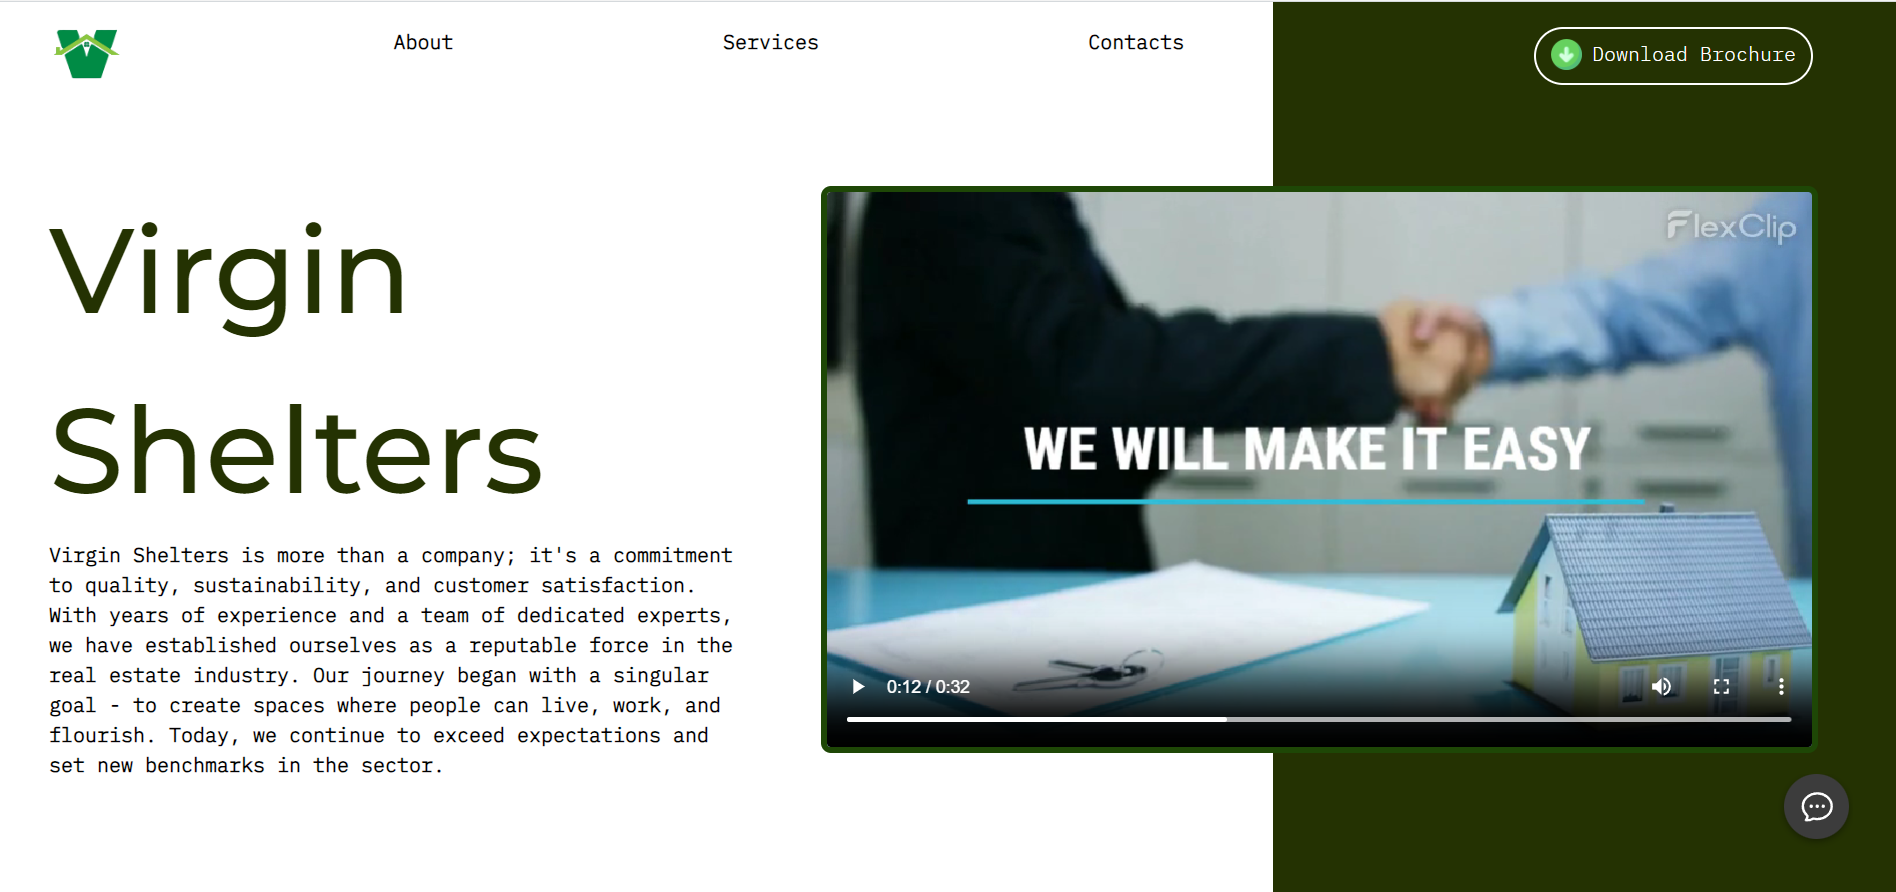 About
Services
Contacts
Download Brochure
Virgin
Shelters
Virgin Shelters is more than a company; it's a commitment
to quality, sustainability, and customer satisfaction.
With years of experience and a team of dedicated experts,
we have established ourselves as a reputable force in the
real estate industry. Our journey began with a singular
goal - to create spaces where people can live, work, and
flourish. Today, we continue to exceed expectations and
set new benchmarks in the sector.
FlexClip
WE WILL MAKE IT EASY
0:12 / 0:32